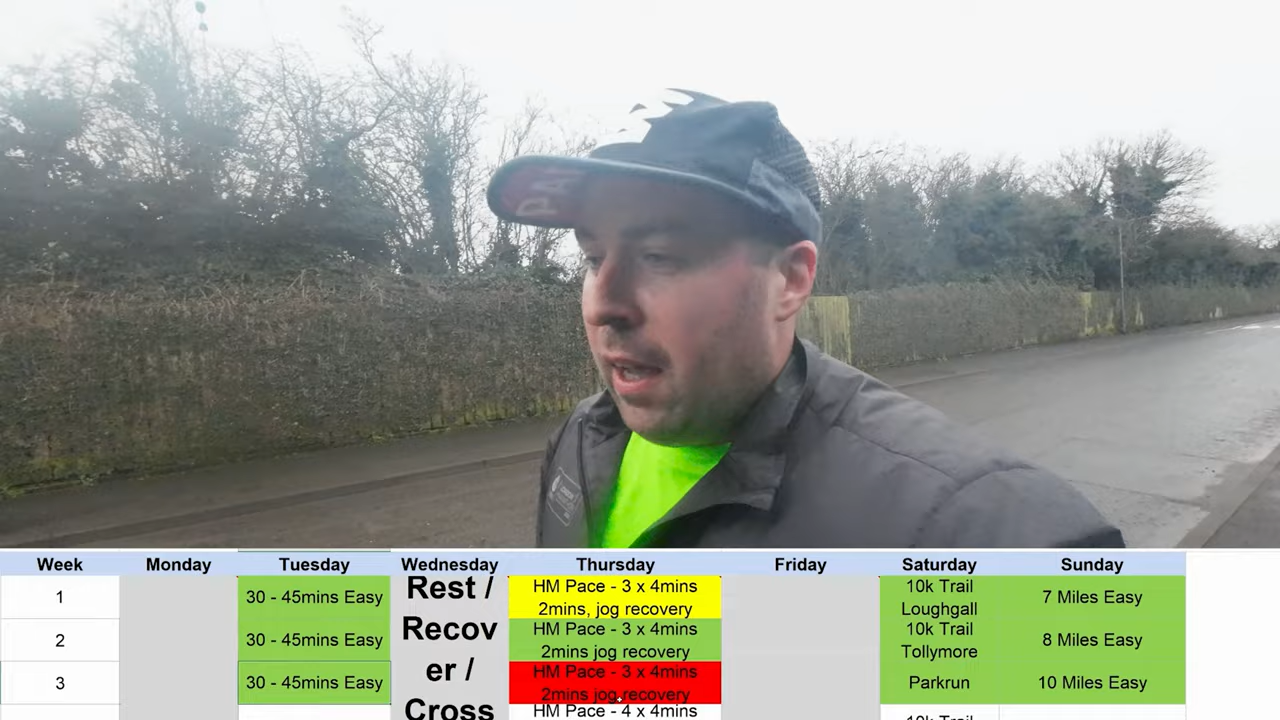 Week Monday Tuesday Wednesday Thursday Friday Saturday Sunday
1 30 - 45mins Easy HM Pace - 3 x 4mins 2mins, jog recovery 10k Trail Loughgall 7 Miles Easy
2 30 - 45mins Easy HM Pace - 3 x 4mins 2mins jog recovery 10k Trail Tollymore 8 Miles Easy
3 30 - 45mins Easy HM Pace - 3 x 4mins 2mins jog recovery Parkrun 10 Miles Easy
HM Pace - 4 x 4mins 10k Trail
Rest /
Recov
er /
Cross